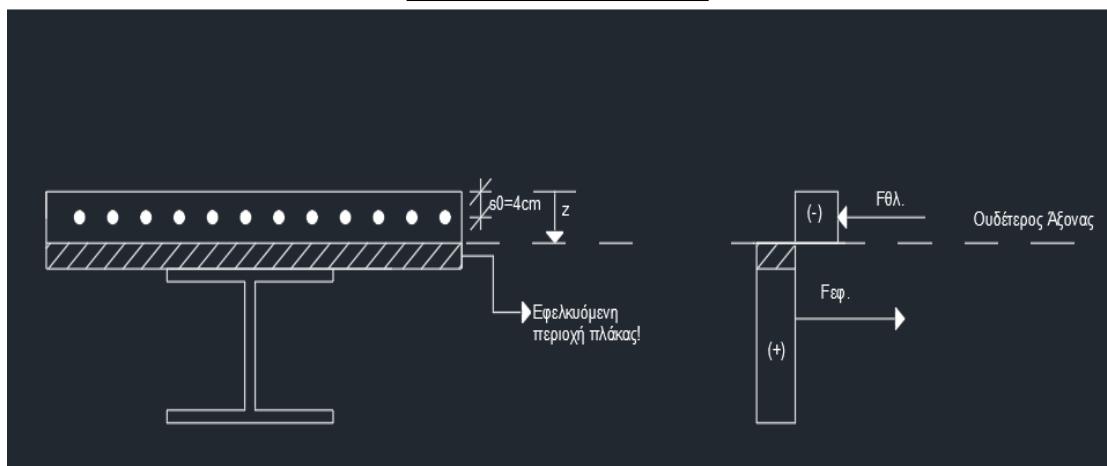 s0=4cm
z
(-)
Fθλ.
Ουδέτερος Άξονας
Fεφ.
Εφελκυόμενη
περιοχή πλάκας!
(+)